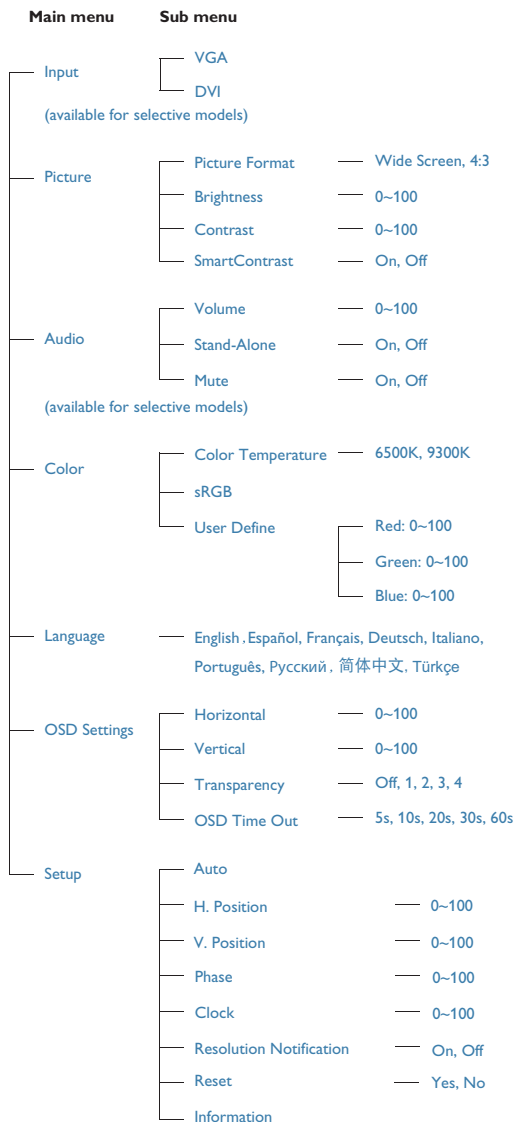 Main menu Sub menu
Input VGA
DVI
(available for selective models)
Picture Picture Format Wide Screen, 4:3
Brightness 0~100
Contrast 0~100
SmartContrast On, Off
Audio Volume 0~100
Stand-Alone On, Off
Mute On, Off
(available for selective models)
Color Color Temperature 6500K, 9300K
sRGB
User Define Red: 0~100
Green: 0~100
Blue: 0~100
Language English, Español, Français, Deutsch, Italiano,
Português, Русский, 简体中文, Türkçe
OSD Settings Horizontal 0~100
Vertical 0~100
Transparency Off, 1, 2, 3, 4
OSD Time Out 5s, 10s, 20s, 30s, 60s
Setup Auto
H. Position 0~100
V. Position 0~100
Phase 0~100
Clock 0~100
Resolution Notification On, Off
Reset Yes, No
Information